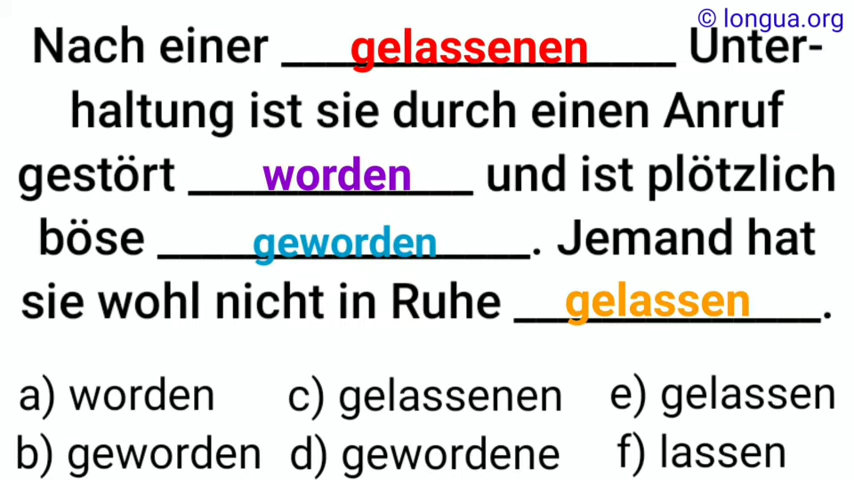 © longua.org
Nach einer gelassenen Unter-
haltung ist sie durch einen Anruf
gestört worden und ist plötzlich
böse geworden. Jemand hat
sie wohl nicht in Ruhe gelassen.
a) worden c) gelassenen e) gelassen
b) geworden d) gewordene f) lassen